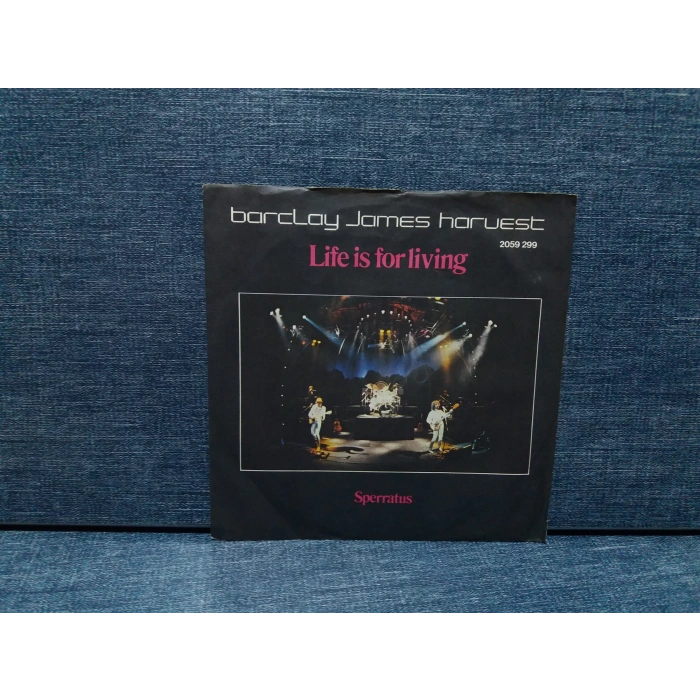 barclay James harvest
2059 299
Life is for living
Sperratus